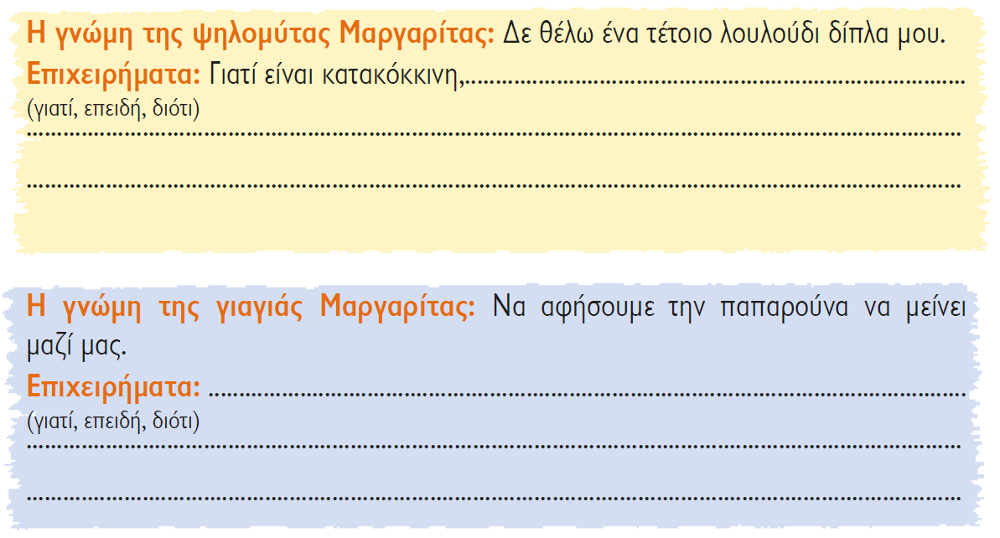 Η γνώμη της ψηλομύτας Μαργαρίτας: Δε θέλω ένα τέτοιο λουλούδι δίπλα μου.
Επιχειρήματα: Γιατί είναι κατακόκκινη,..............................................................................
(γιατί, επειδή, διότι)
......................................................................................................................................................
......................................................................................................................................................
Η γνώμη της γιαγιάς Μαργαρίτας: Να αφήσουμε την παπαρούνα να μείνει
μαζί μας.
Επιχειρήματα: ..........................................................................................................................
(γιατί, επειδή, διότι)
......................................................................................................................................................
......................................................................................................................................................